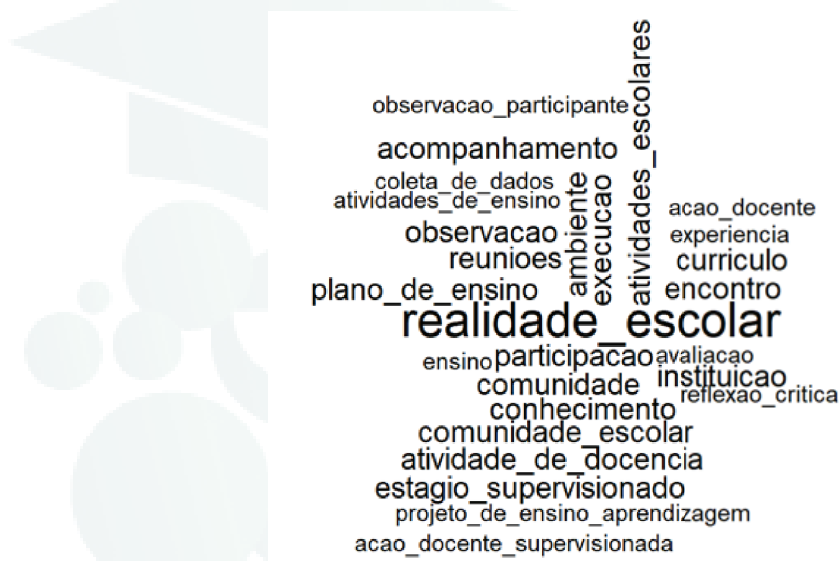 atividades_escolares
observacao_participante
acompanhamento
coleta_de_dados
atividades_de_ensino
ambiente
execucao
acao_docente
observacao
experiencia
reunioes
curriculo
plano_de_ensino
encontro
realidade_escolar
ensino
participacao
avaliacao
comunidade
instituicao
reflexao_critica
conhecimento
comunidade_escolar
atividade_de_docencia
estagio_supervisionado
projeto_de_ensino_aprendizagem
acao_docente_supervisionada